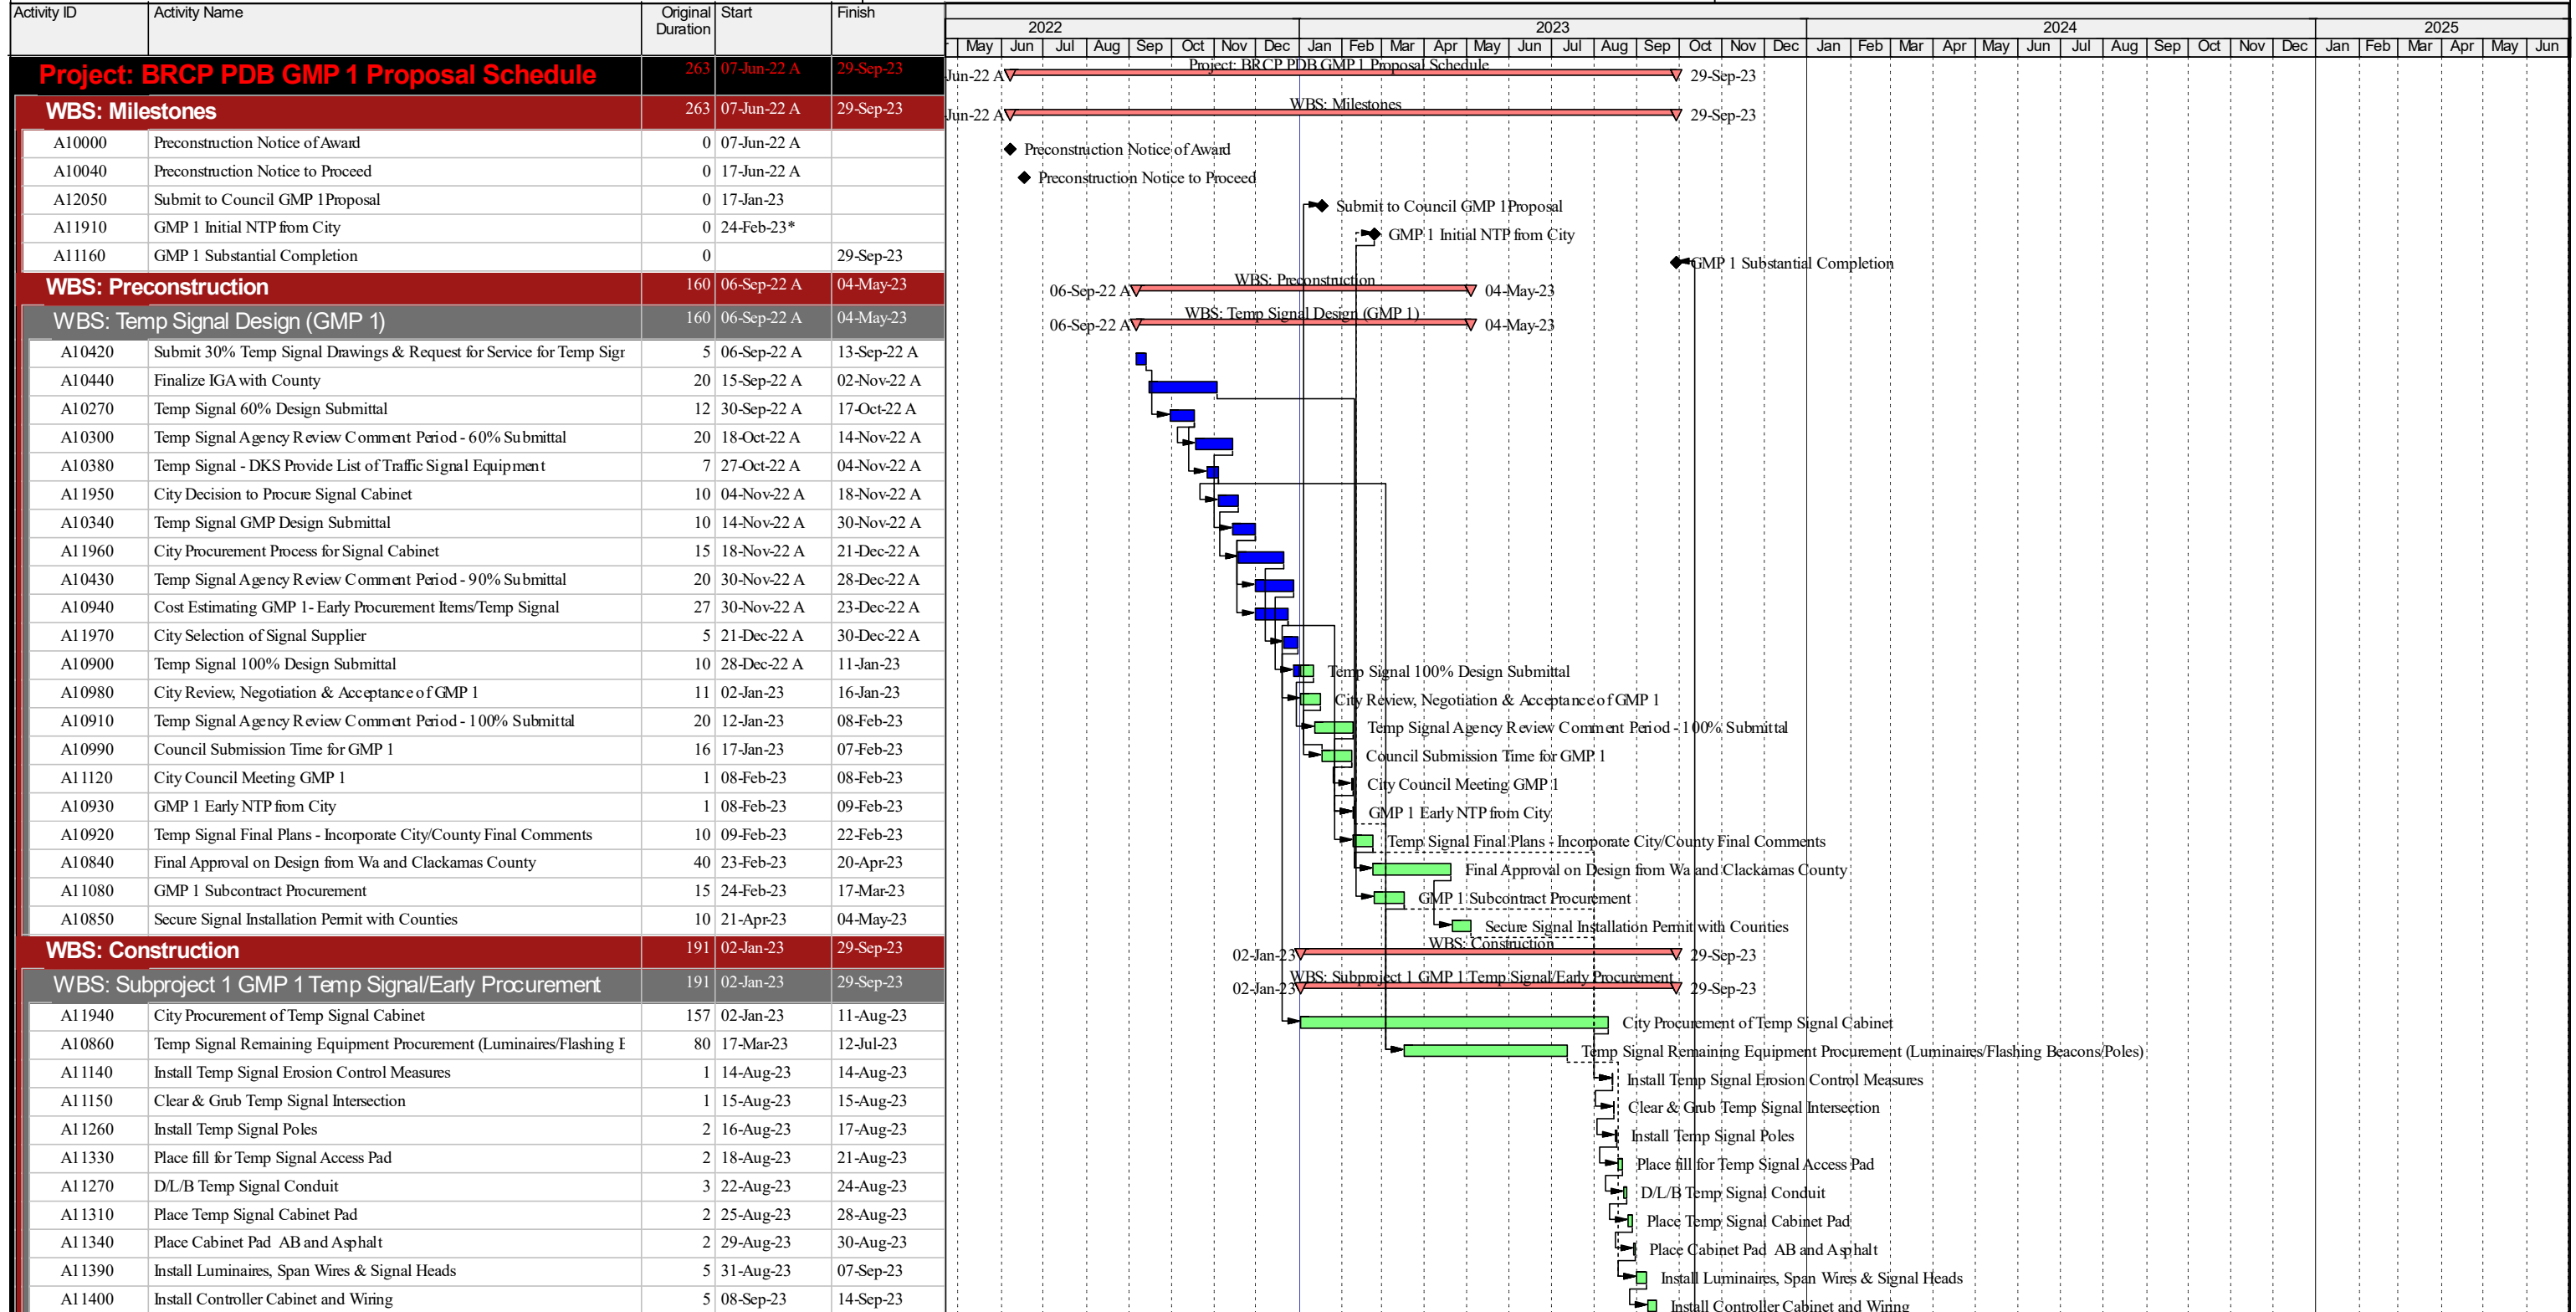 Activity ID Activity Name Original Duration Start Finish
2022 2023 2024 2025
May Jun Jul Aug Sep Oct Nov Dec Jan Feb Mar Apr May Jun Jul Aug Sep Oct Nov Dec Jan Feb Mar Apr May Jun Jul Aug Sep Oct Nov Dec Jan Feb Mar Apr May Jun
Project: BRCP PDB GMP 1 Proposal Schedule 263 07-Jun-22 A 29-Sep-23 Jun-22 A Project: BRCP PDB GMP 1 Proposal Schedule 29-Sep-23
WBS: Milestones 263 07-Jun-22 A 29-Sep-23 Jun-22 A WBS: Milestones 29-Sep-23
A10000 Preconstruction Notice of Award 0 07-Jun-22 A Preconstruction Notice of Award
A10040 Preconstruction Notice to Proceed 0 17-Jun-22 A Preconstruction Notice to Proceed
A12050 Submit to Council GMP 1Proposal 0 17-Jan-23 Submit to Council GMP 1Proposal
A11910 GMP 1 Initial NTP from City 0 24-Feb-23* GMP 1 Initial NTP from City
A11160 GMP 1 Substantial Completion 0 29-Sep-23 GMP 1 Substantial Completion
WBS: Preconstruction 160 06-Sep-22 A 04-May-23 06-Sep-22 A WBS: Preconstruction 04-May-23
WBS: Temp Signal Design (GMP 1) 160 06-Sep-22 A 04-May-23 06-Sep-22 A WBS: Temp Signal Design (GMP 1) 04-May-23
A10420 Submit 30% Temp Signal Drawings & Request for Service for Temp Sigr 5 06-Sep-22 A 13-Sep-22 A
A10440 Finalize IGA with County 20 15-Sep-22 A 02-Nov-22 A
A10270 Temp Signal 60% Design Submittal 12 30-Sep-22 A 17-Oct-22 A
A10300 Temp Signal Agency Review Comment Period - 60% Submittal 20 18-Oct-22 A 14-Nov-22 A
A10380 Temp Signal - DKS Provide List of Traffic Signal Equipment 7 27-Oct-22 A 04-Nov-22 A
A11950 City Decision to Procure Signal Cabinet 10 04-Nov-22 A 18-Nov-22 A
A10340 Temp Signal GMP Design Submittal 10 14-Nov-22 A 30-Nov-22 A
A11960 City Procurement Process for Signal Cabinet 15 18-Nov-22 A 21-Dec-22 A
A10430 Temp Signal Agency Review Comment Period - 90% Submittal 20 30-Nov-22 A 28-Dec-22 A
A10940 Cost Estimating GMP 1- Early Procurement Items/Temp Signal 27 30-Nov-22 A 23-Dec-22 A
A11970 City Selection of Signal Supplier 5 21-Dec-22 A 30-Dec-22 A
A10900 Temp Signal 100% Design Submittal 10 28-Dec-22 A 11-Jan-23 Temp Signal 100% Design Submittal
A10980 City Review, Negotiation & Acceptance of GMP 1 11 02-Jan-23 16-Jan-23 City Review, Negotiation & Acceptance of GMP 1
A10910 Temp Signal Agency Review Comment Period - 100% Submittal 20 12-Jan-23 08-Feb-23 Temp Signal Agency Review Comment Period - 100% Submittal
A10990 Council Submission Time for GMP 1 16 17-Jan-23 07-Feb-23 Council Submission Time for GMP 1
A11120 City Council Meeting GMP 1 1 08-Feb-23 08-Feb-23 City Council Meeting GMP 1
A10930 GMP 1 Early NTP from City 1 08-Feb-23 09-Feb-23 GMP 1 Early NTP from City
A10920 Temp Signal Final Plans - Incorporate City/County Final Comments 10 09-Feb-23 22-Feb-23 Temp Signal Final Plans - Incorporate City/County Final Comments
A10840 Final Approval on Design from Wa and Clackamas County 40 23-Feb-23 20-Apr-23 Final Approval on Design from Wa and Clackamas County
A11080 GMP 1 Subcontract Procurement 15 24-Feb-23 17-Mar-23 GMP 1 Subcontract Procurement
A10850 Secure Signal Installation Permit with Counties 10 21-Apr-23 04-May-23 Secure Signal Installation Permit with Counties
WBS: Construction 191 02-Jan-23 29-Sep-23 02-Jan-23 WBS: Construction 29-Sep-23
WBS: Subproject 1 GMP 1 Temp Signal/Early Procurement 191 02-Jan-23 29-Sep-23 02-Jan-23 WBS: Subproject 1 GMP 1 Temp Signal/Early Procurement 29-Sep-23
A11940 City Procurement of Temp Signal Cabinet 157 02-Jan-23 11-Aug-23 City Procurement of Temp Signal Cabinet
A10860 Temp Signal Remaining Equipment Procurement (Luminaires/Flashing E 80 17-Mar-23 12-Jul-23 Temp Signal Remaining Equipment Procurement (Luminaires/Flashing Beacons/Poles)
A11140 Install Temp Signal Erosion Control Measures 1 14-Aug-23 14-Aug-23 Install Temp Signal Erosion Control Measures
A11150 Clear & Grub Temp Signal Intersection 1 15-Aug-23 15-Aug-23 Clear & Grub Temp Signal Intersection
A11260 Install Temp Signal Poles 2 16-Aug-23 17-Aug-23 Install Temp Signal Poles
A11330 Place fill for Temp Signal Access Pad 2 18-Aug-23 21-Aug-23 Place fill for Temp Signal Access Pad
A11270 D/L/B Temp Signal Conduit 3 22-Aug-23 24-Aug-23 D/L/B Temp Signal Conduit
A11310 Place Temp Signal Cabinet Pad 2 25-Aug-23 28-Aug-23 Place Temp Signal Cabinet Pad
A11340 Place Cabinet Pad AB and Asphalt 2 29-Aug-23 30-Aug-23 Place Cabinet Pad AB and Asphalt
A11390 Install Luminaires, Span Wires & Signal Heads 5 31-Aug-23 07-Sep-23 Install Luminaires, Span Wires & Signal Heads
A11400 Install Controller Cabinet and Wiring 5 08-Sep-23 14-Sep-23 Install Controller Cabinet and Wiring